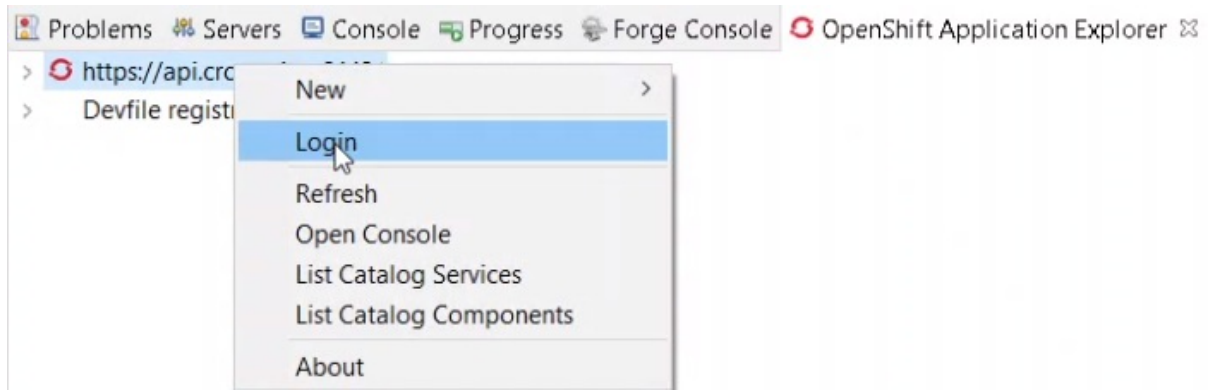 Problems Servers Console Progress Forge Console OpenShift Application Explorer
https://api.crc
Devfile
New
Login
Refresh
Open Console
List Catalog Services
List Catalog Components
About